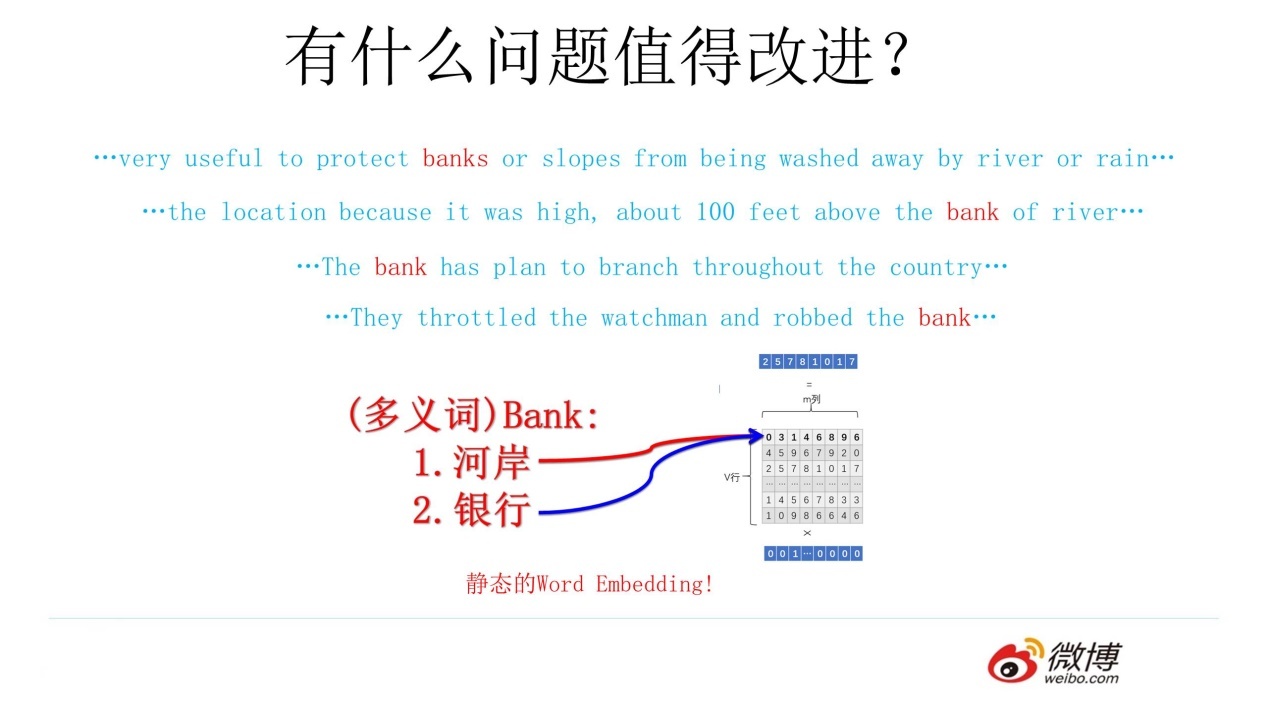 有什么问题值得改进？
…very useful to protect banks or slopes from being washed away by river or rain…
…the location because it was high, about 100 feet above the bank of river…
…The bank has plan to branch throughout the country…
…They throttled the watchman and robbed the bank…
2 5 7 8 1 0 1 7
=
m列
(多义词)Bank:
1.河岸
2.银行
V行
0 3 1 4 6 8 9 6
4 5 9 6 7 9 2 0
2 5 7 8 1 0 1 7
… … … … … … … …
1 4 5 6 7 8 3 3
1 0 9 8 6 6 4 6
×
0 0 1 … 0 0 0 0
静态的Word Embedding!
微博
weibo.com